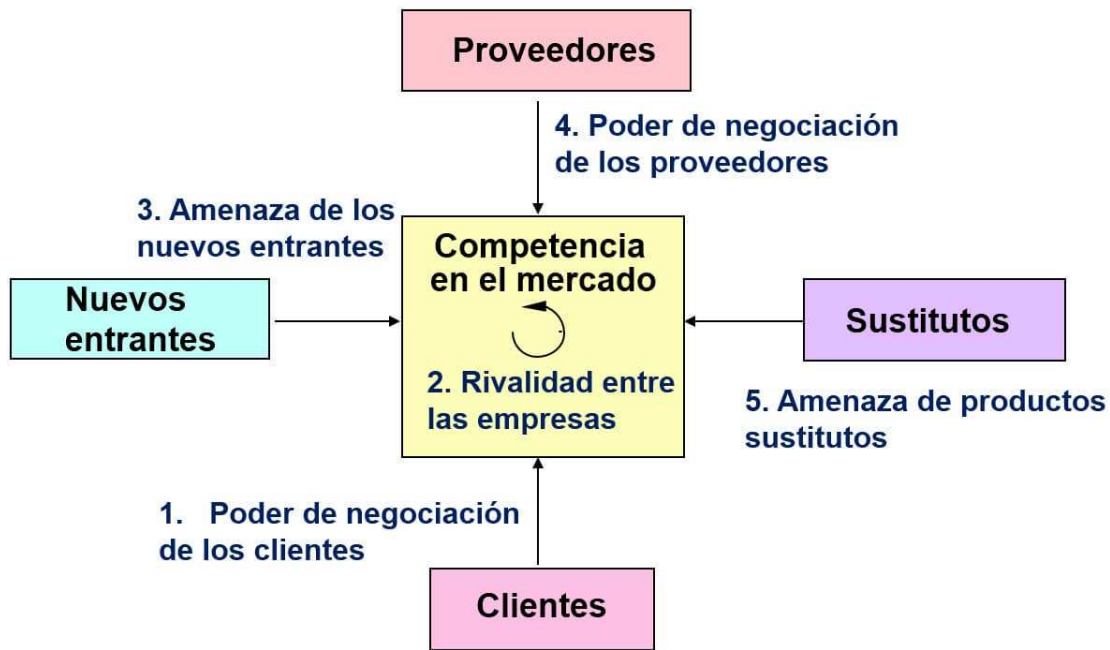 Proveedores
4. Poder de negociación
de los proveedores
3. Amenaza de los
nuevos entrantes
Competencia
en el mercado
Nuevos
entrantes
Sustitutos
2. Rivalidad entre
las empresas
5. Amenaza de productos
sustitutos
1. Poder de negociación
de los clientes
Clientes